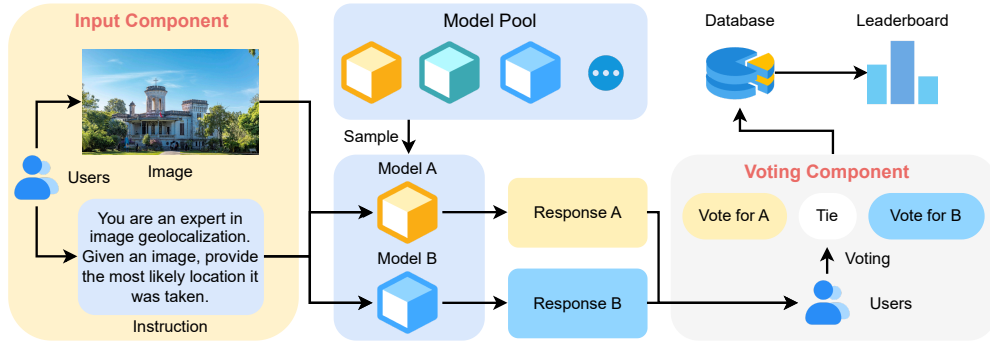 Input Component
Users
Image
You are an expert in
image geolocalization.
Given an image, provide
the most likely location it
was taken.
Instruction
Model Pool
Sample
Model A
Model B
Response A
Response B
Database
Leaderboard
Voting Component
Vote for A
Tie
Vote for B
Voting
Users